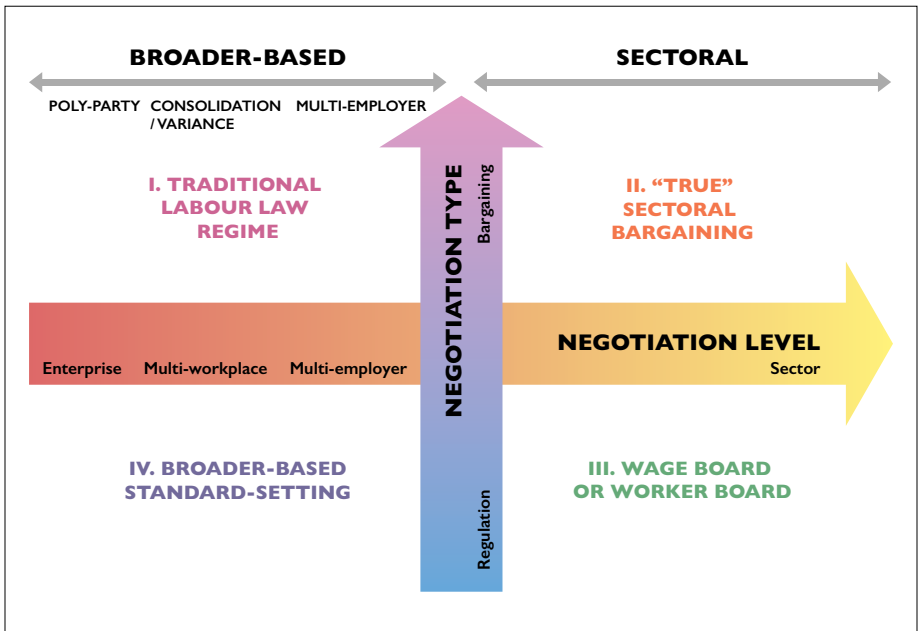 BROADER-BASED
SECTORAL
POLY-PARTY
CONSOLIDATION
/ VARIANCE
MULTI-EMPLOYER
I. TRADITIONAL
LABOUR LAW
REGIME
NEGOTIATION TYPE
Bargaining
II. “TRUE”
SECTORAL
BARGAINING
NEGOTIATION LEVEL
Enterprise
Multi-workplace
Multi-employer
Sector
IV. BROADER-BASED
STANDARD-SETTING
Regulation
III. WAGE BOARD
OR WORKER BOARD